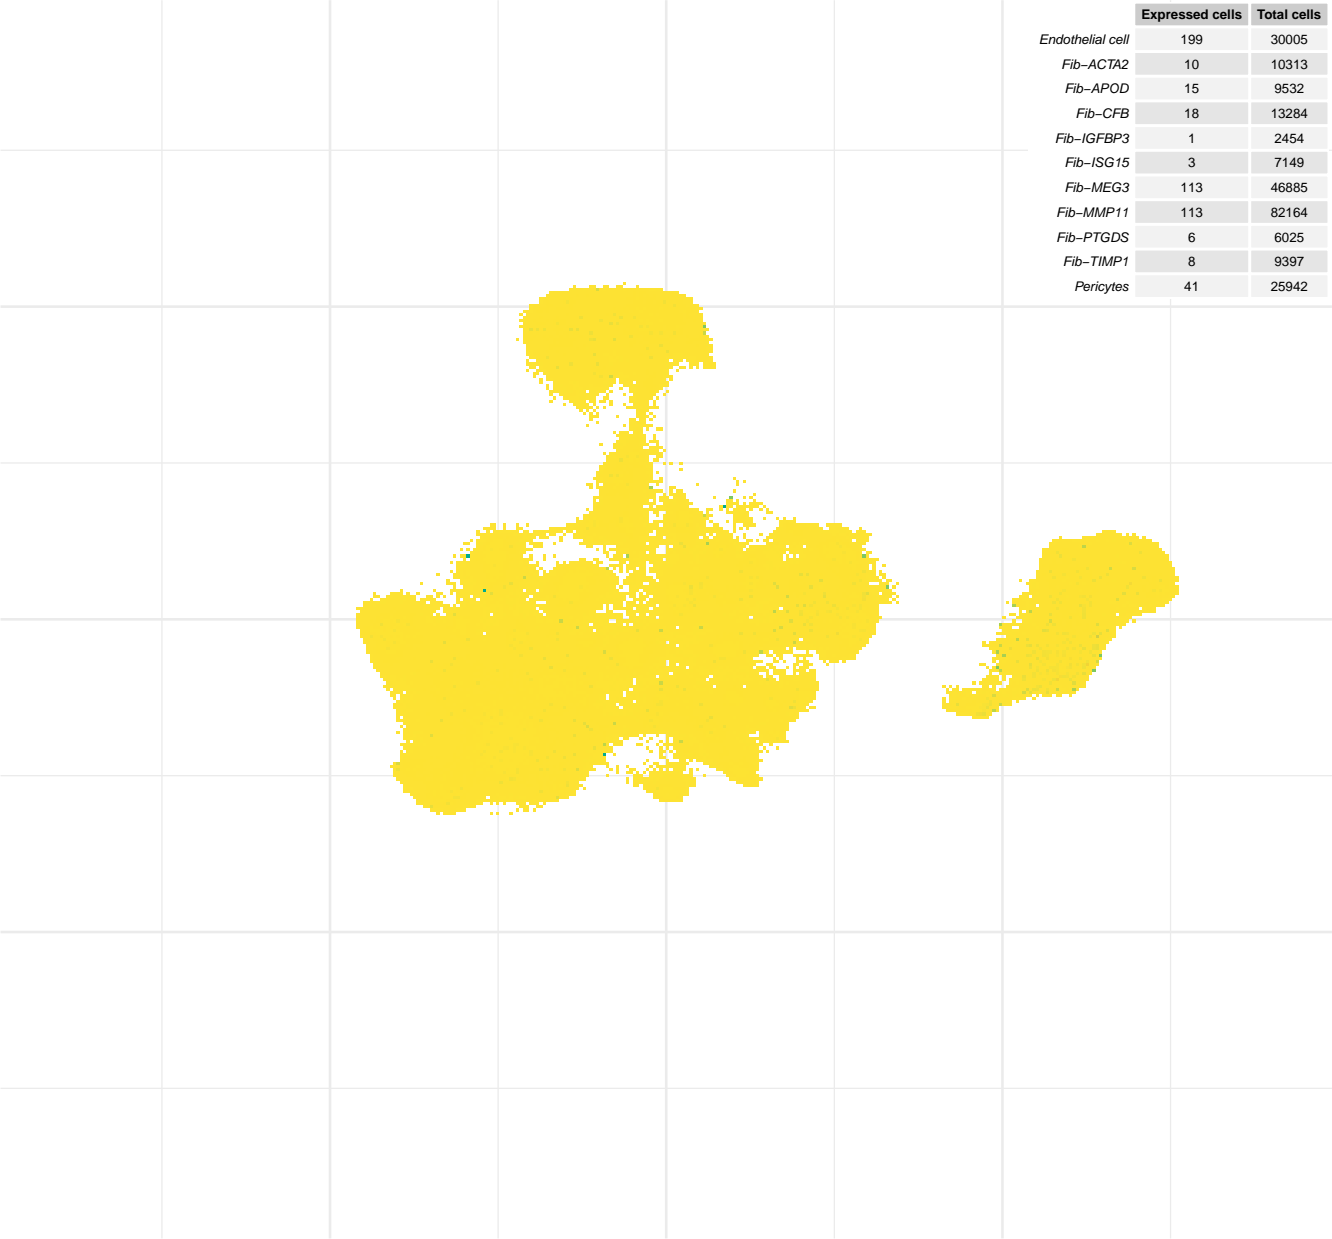 Expressed cells Total cells
Endothelial cell 199 30005
Fib−ACTA2 10 10313
Fib−APOD 15 9532
Fib−CFB 18 13284
Fib−IGFBP3 1 2454
Fib−ISG15 3 7149
Fib−MEG3 113 46885
Fib−MMP11 113 82164
Fib−PTGDS 6 6025
Fib−TIMP1 8 9397
Pericytes 41 25942